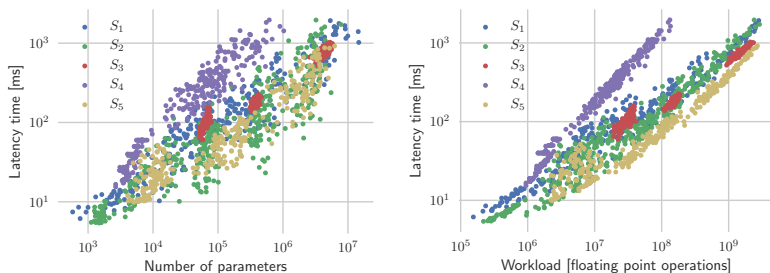 S1
S2
S3
S4
S5
10^3
10^2
10^1
Latency time [ms]
10^3 10^4 10^5 10^6 10^7
Number of parameters
S1
S2
S3
S4
S5
10^3
10^2
10^1
Latency time [ms]
10^5 10^6 10^7 10^8 10^9
Workload [floating point operations]